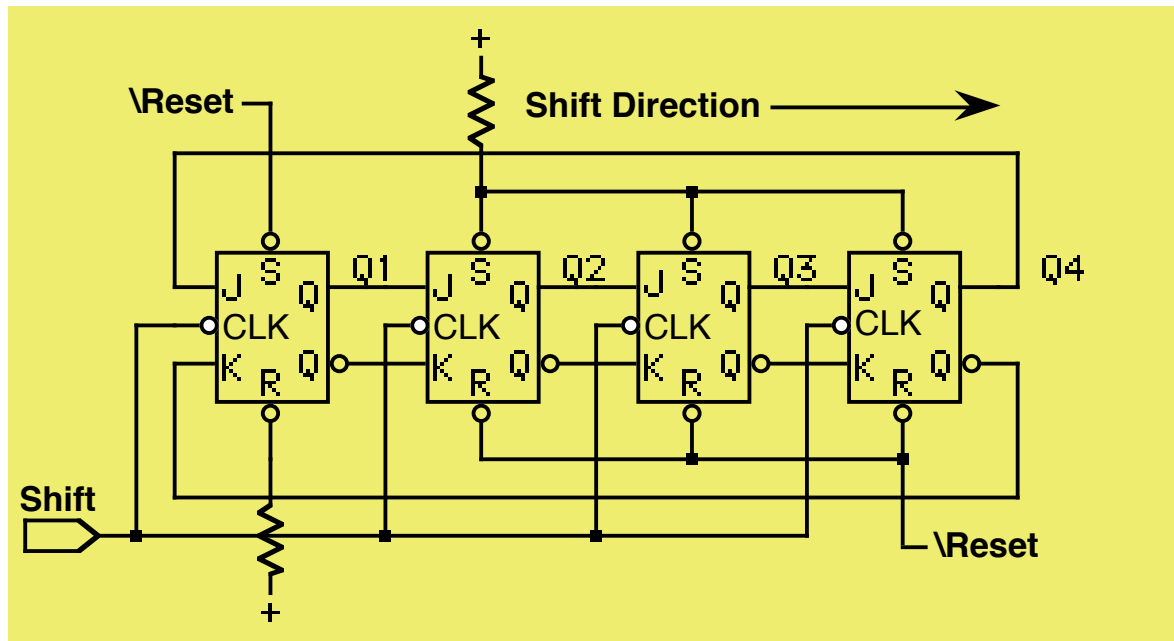 +
\Reset
Shift Direction
Q1 Q2 Q3 Q4
J S Q J S Q J S Q J S Q
CLK CLK CLK CLK
K R Q K R Q K R Q K R Q
Shift
\Reset
+